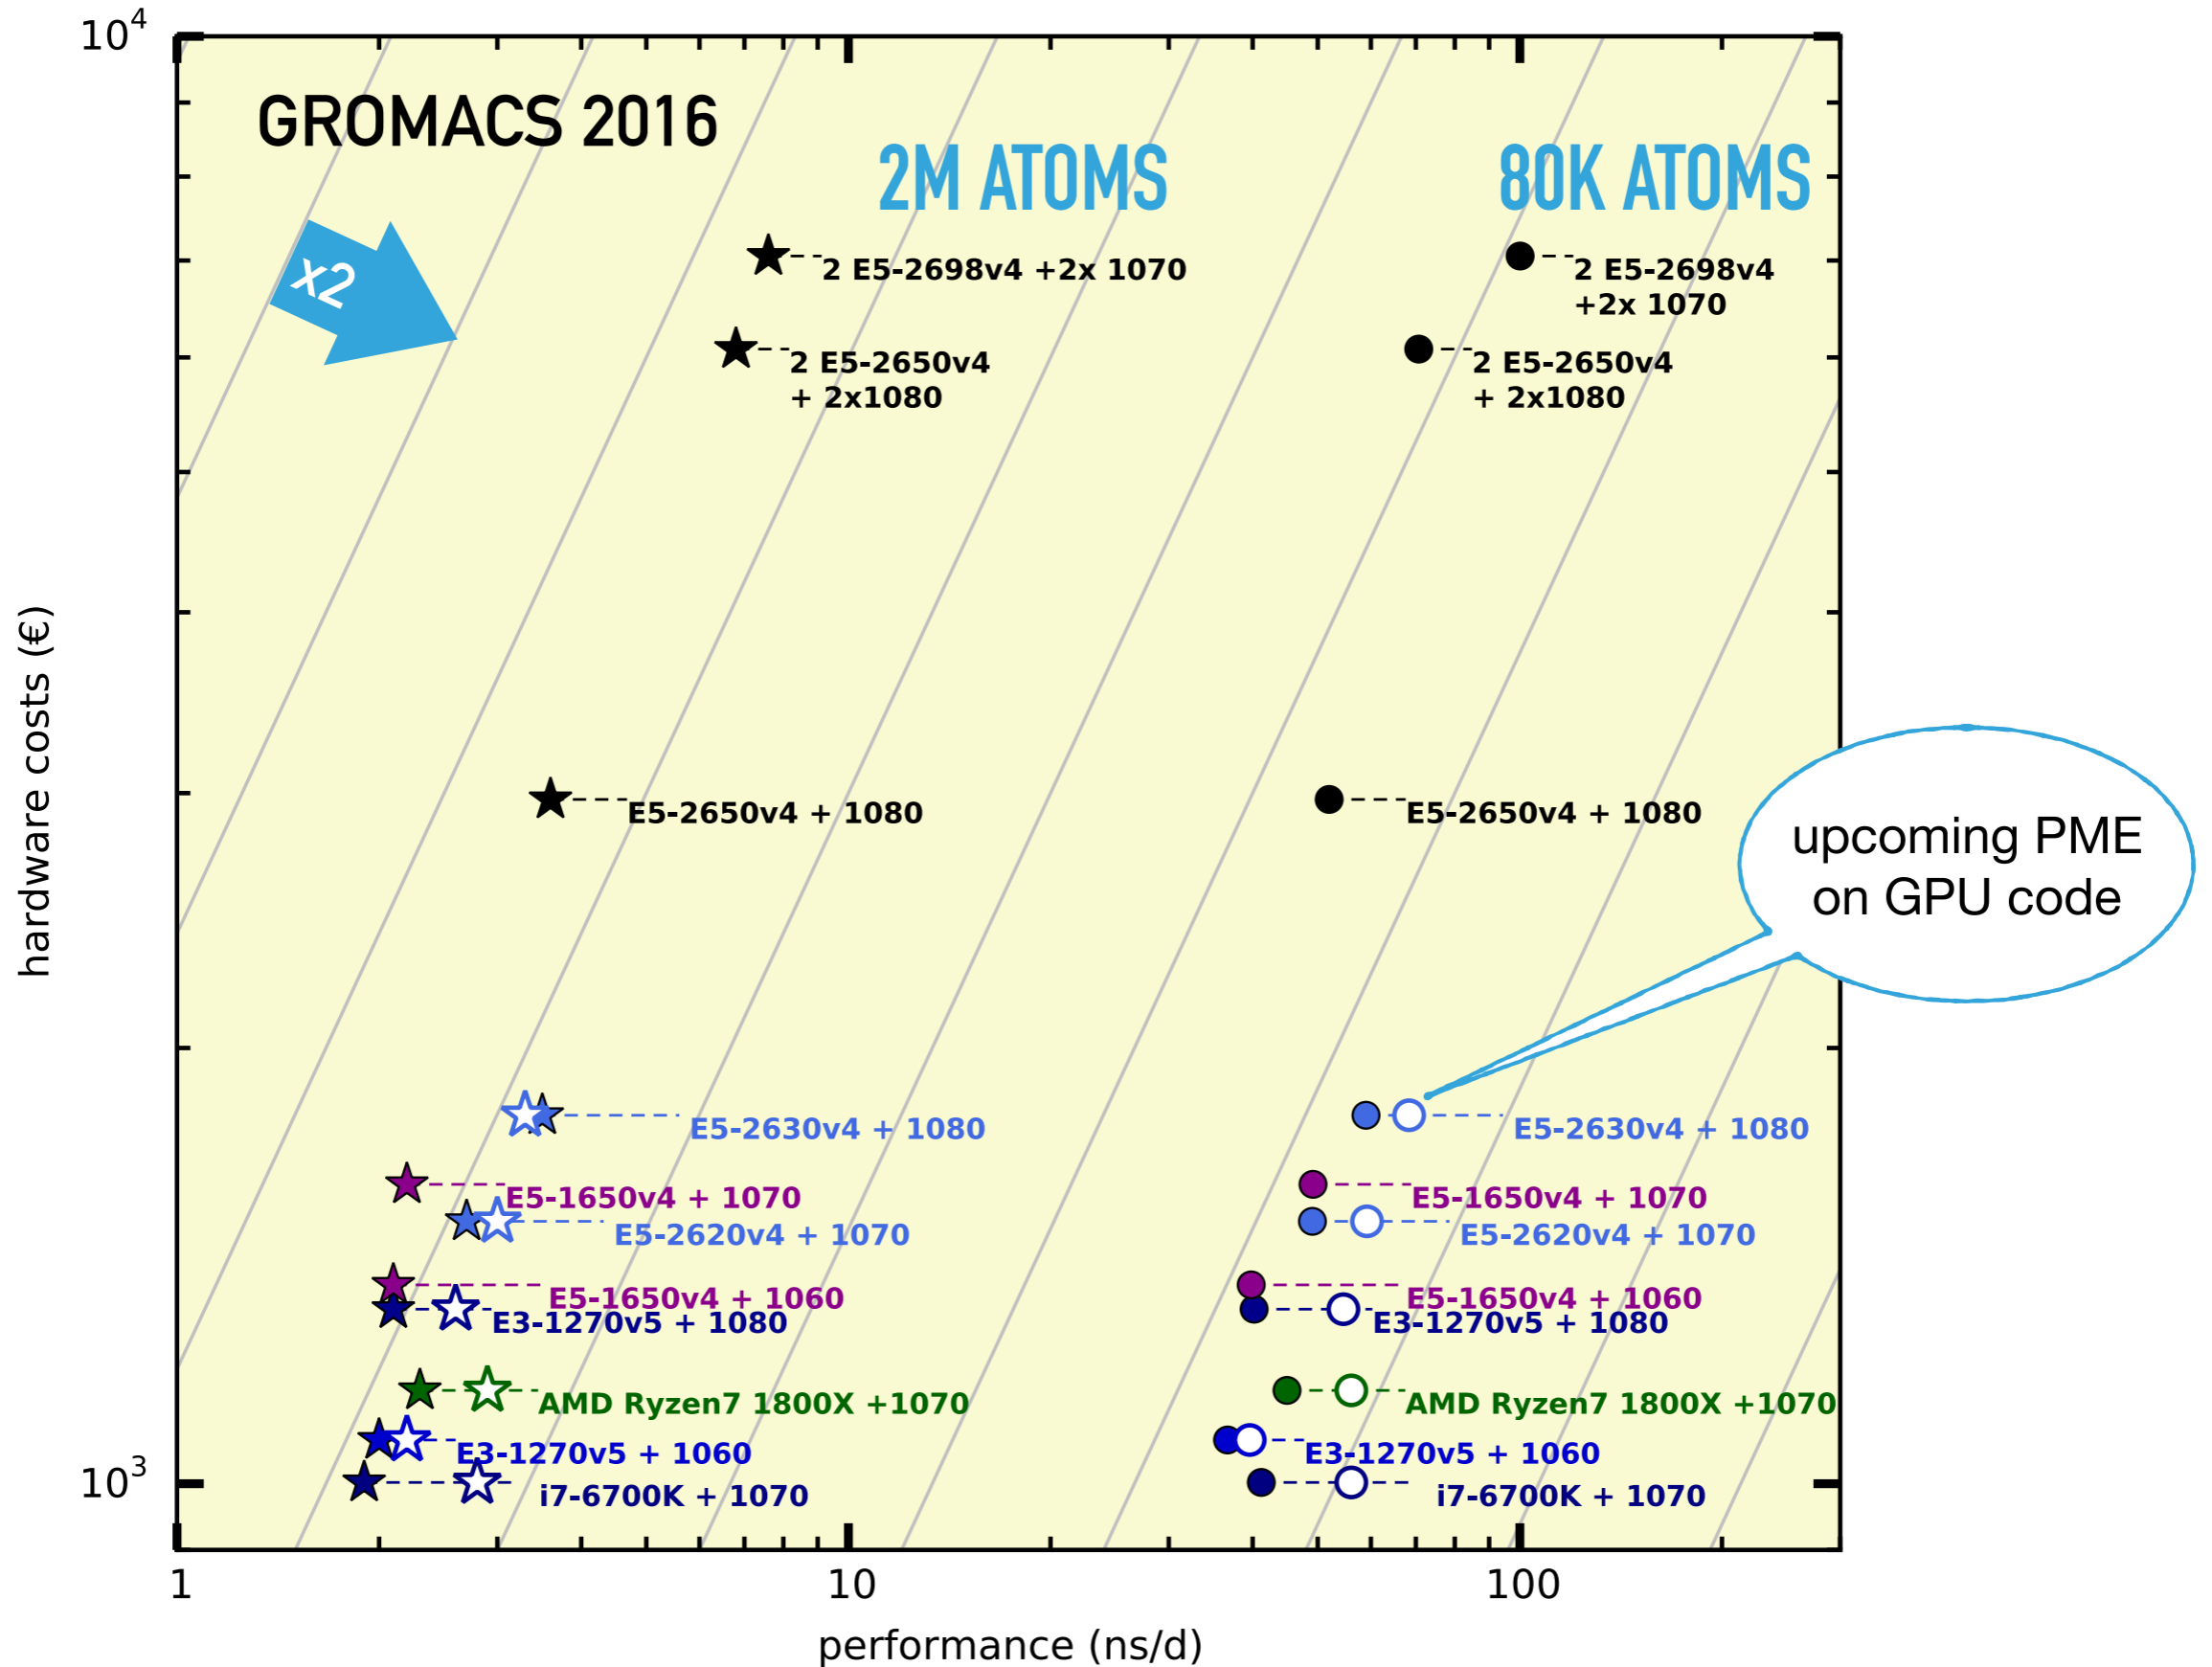 10^4
GROMACS 2016
2M ATOMS
80K ATOMS
x2
2 E5-2698v4 +2x 1070
2 E5-2698v4
+2x 1070
2 E5-2650v4
+ 2x1080
2 E5-2650v4
+ 2x1080
hardware costs (€)
E5-2650v4 + 1080
E5-2650v4 + 1080
upcoming PME
on GPU code
E5-2630v4 + 1080
E5-2630v4 + 1080
E5-1650v4 + 1070
E5-1650v4 + 1070
E5-2620v4 + 1070
E5-2620v4 + 1070
E5-1650v4 + 1060
E5-1650v4 + 1060
E3-1270v5 + 1080
E3-1270v5 + 1080
AMD Ryzen7 1800X +1070
AMD Ryzen7 1800X +1070
E3-1270v5 + 1060
E3-1270v5 + 1060
10^3
i7-6700K + 1070
i7-6700K + 1070
1
10
100
performance (ns/d)